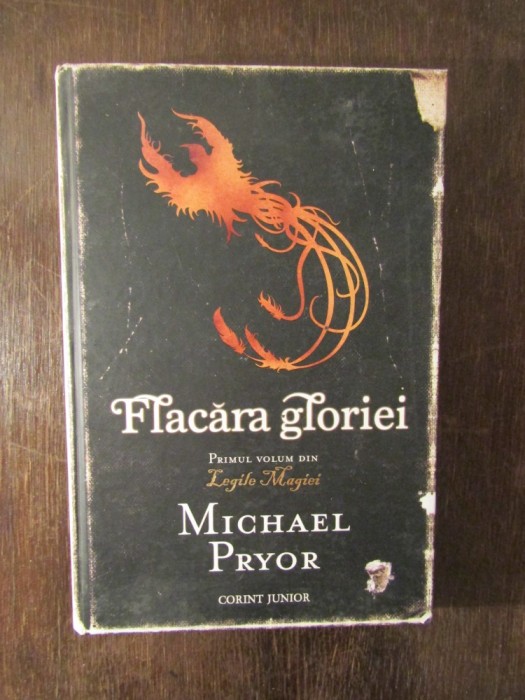 Flacăra gloriei
PRIMUL VOLUM DIN
Legile Magiei
MICHAEL
PRYOR
CORINT JUNIOR